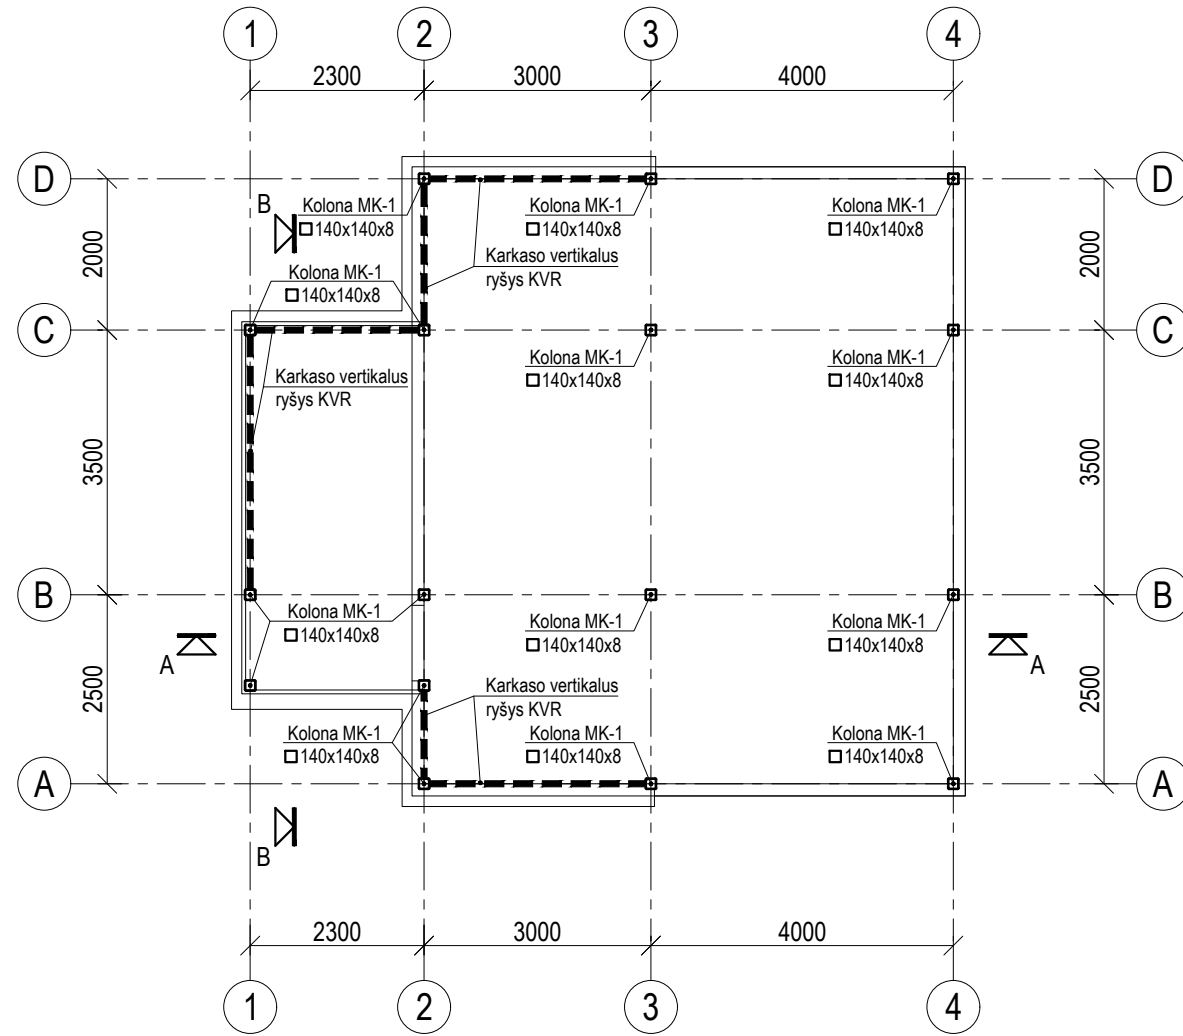 1 2 3 4
2300 3000 4000
D D
B
Kolona MK-1 Kolona MK-1 Kolona MK-1
140x140x8 140x140x8 140x140x8
2000 2000
Karkaso vertikalus
ryšys KVR
Kolona MK-1
140x140x8
C C
Kolona MK-1 Kolona MK-1
140x140x8 140x140x8
Karkaso vertikalus
ryšys KVR
3500 3500
B B
Kolona MK-1 Kolona MK-1 Kolona MK-1
140x140x8 140x140x8 140x140x8
A A
2500 2500
Karkaso vertikalus
ryšys KVR
Kolona MK-1 Kolona MK-1 Kolona MK-1
140x140x8 140x140x8 140x140x8
A A
B
2300 3000 4000
1 2 3 4